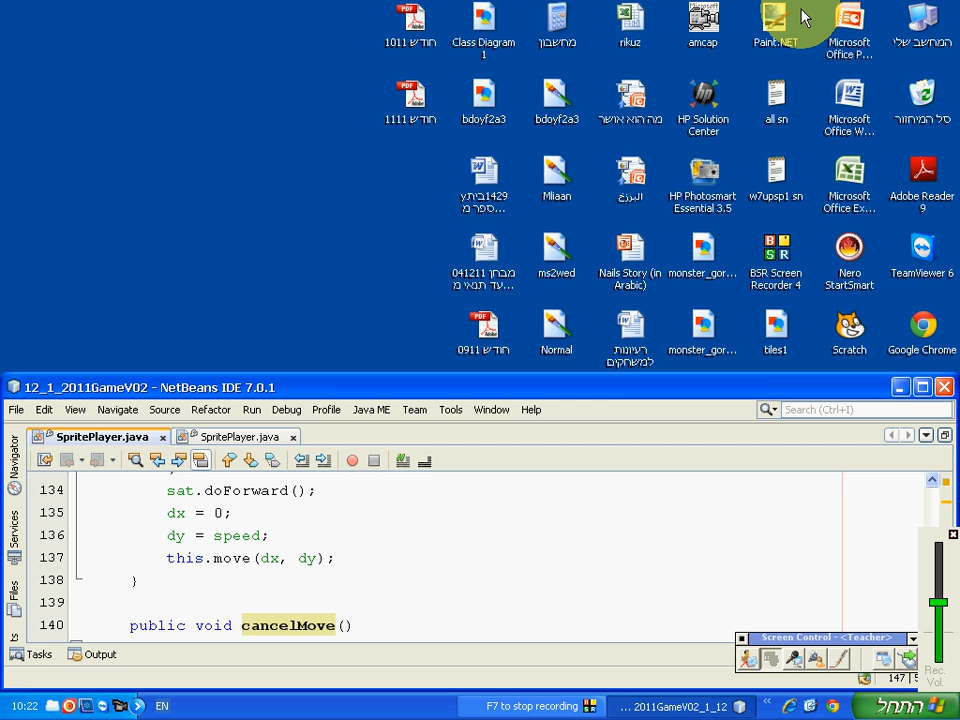 חודש 1011
Class Diagram
1
מחשבון
rikuz
amcap
Paint.NET
Microsoft
Office P...
המחשב שלי
חודש 1111
bdoyf2a3
bdoyf2a3
מה הוא אושר
HP Solution
Center
all sn
Microsoft
Office W...
סל המיחזור
Mliaan
البرزخ
HP Photosmart
Essential 3.5
w7upsp1 sn
Microsoft
Office Ex...
Adobe Reader
9
מבחן 041211
עד תנאי מ...
ms2wed
Nails Story (in
Arabic)
monster_gor...
BSR Screen
Recorder 4
Nero
StartSmart
TeamViewer 6
חודש 0911
Normal
רעיונות
למשחקים
monster_gor...
tiles1
Scratch
Google Chrome
12_1_2011GameV02 - NetBeans IDE 7.0.1
File Edit View Navigate Source Refactor Run Debug Profile Java ME Team Tools Window Help
Search (Ctrl+I)
SpritePlayer.java
SpritePlayer.java
Navigator
Services
Files
ts
134 sat.doForward();
135 dx = 0;
136 dy = speed;
137 this.move(dx, dy);
138 }
139
140 public void cancelMove()
Screen Control - <Teacher>
Tasks
Output
147
Rec.
Vol.
10:22
EN
F7 to stop recording
... 2011GameV02_1_12
התחל